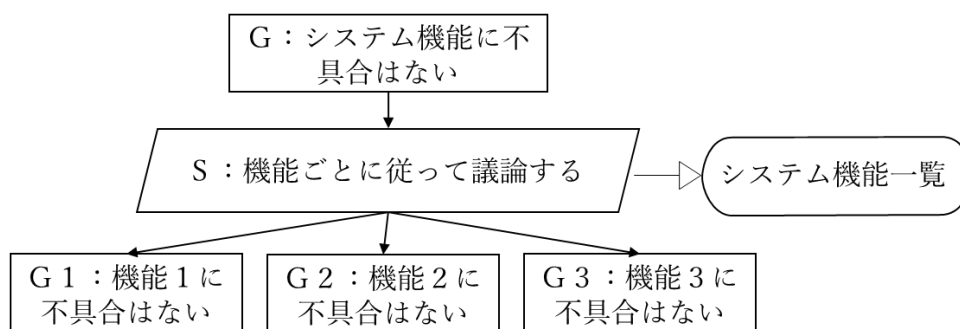 G：システム機能に不
具合はない
S：機能ごとに従って議論する
システム機能一覧
G1：機能1に
不具合はない
G2：機能2に
不具合はない
G3：機能3に
不具合はない